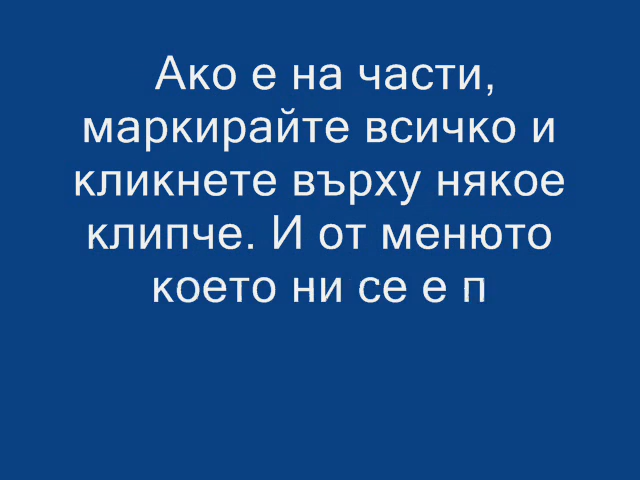 Ако е на части,
маркирайте всичко и
кликнете върху някое
клипче. И от менюто
което ни се е п